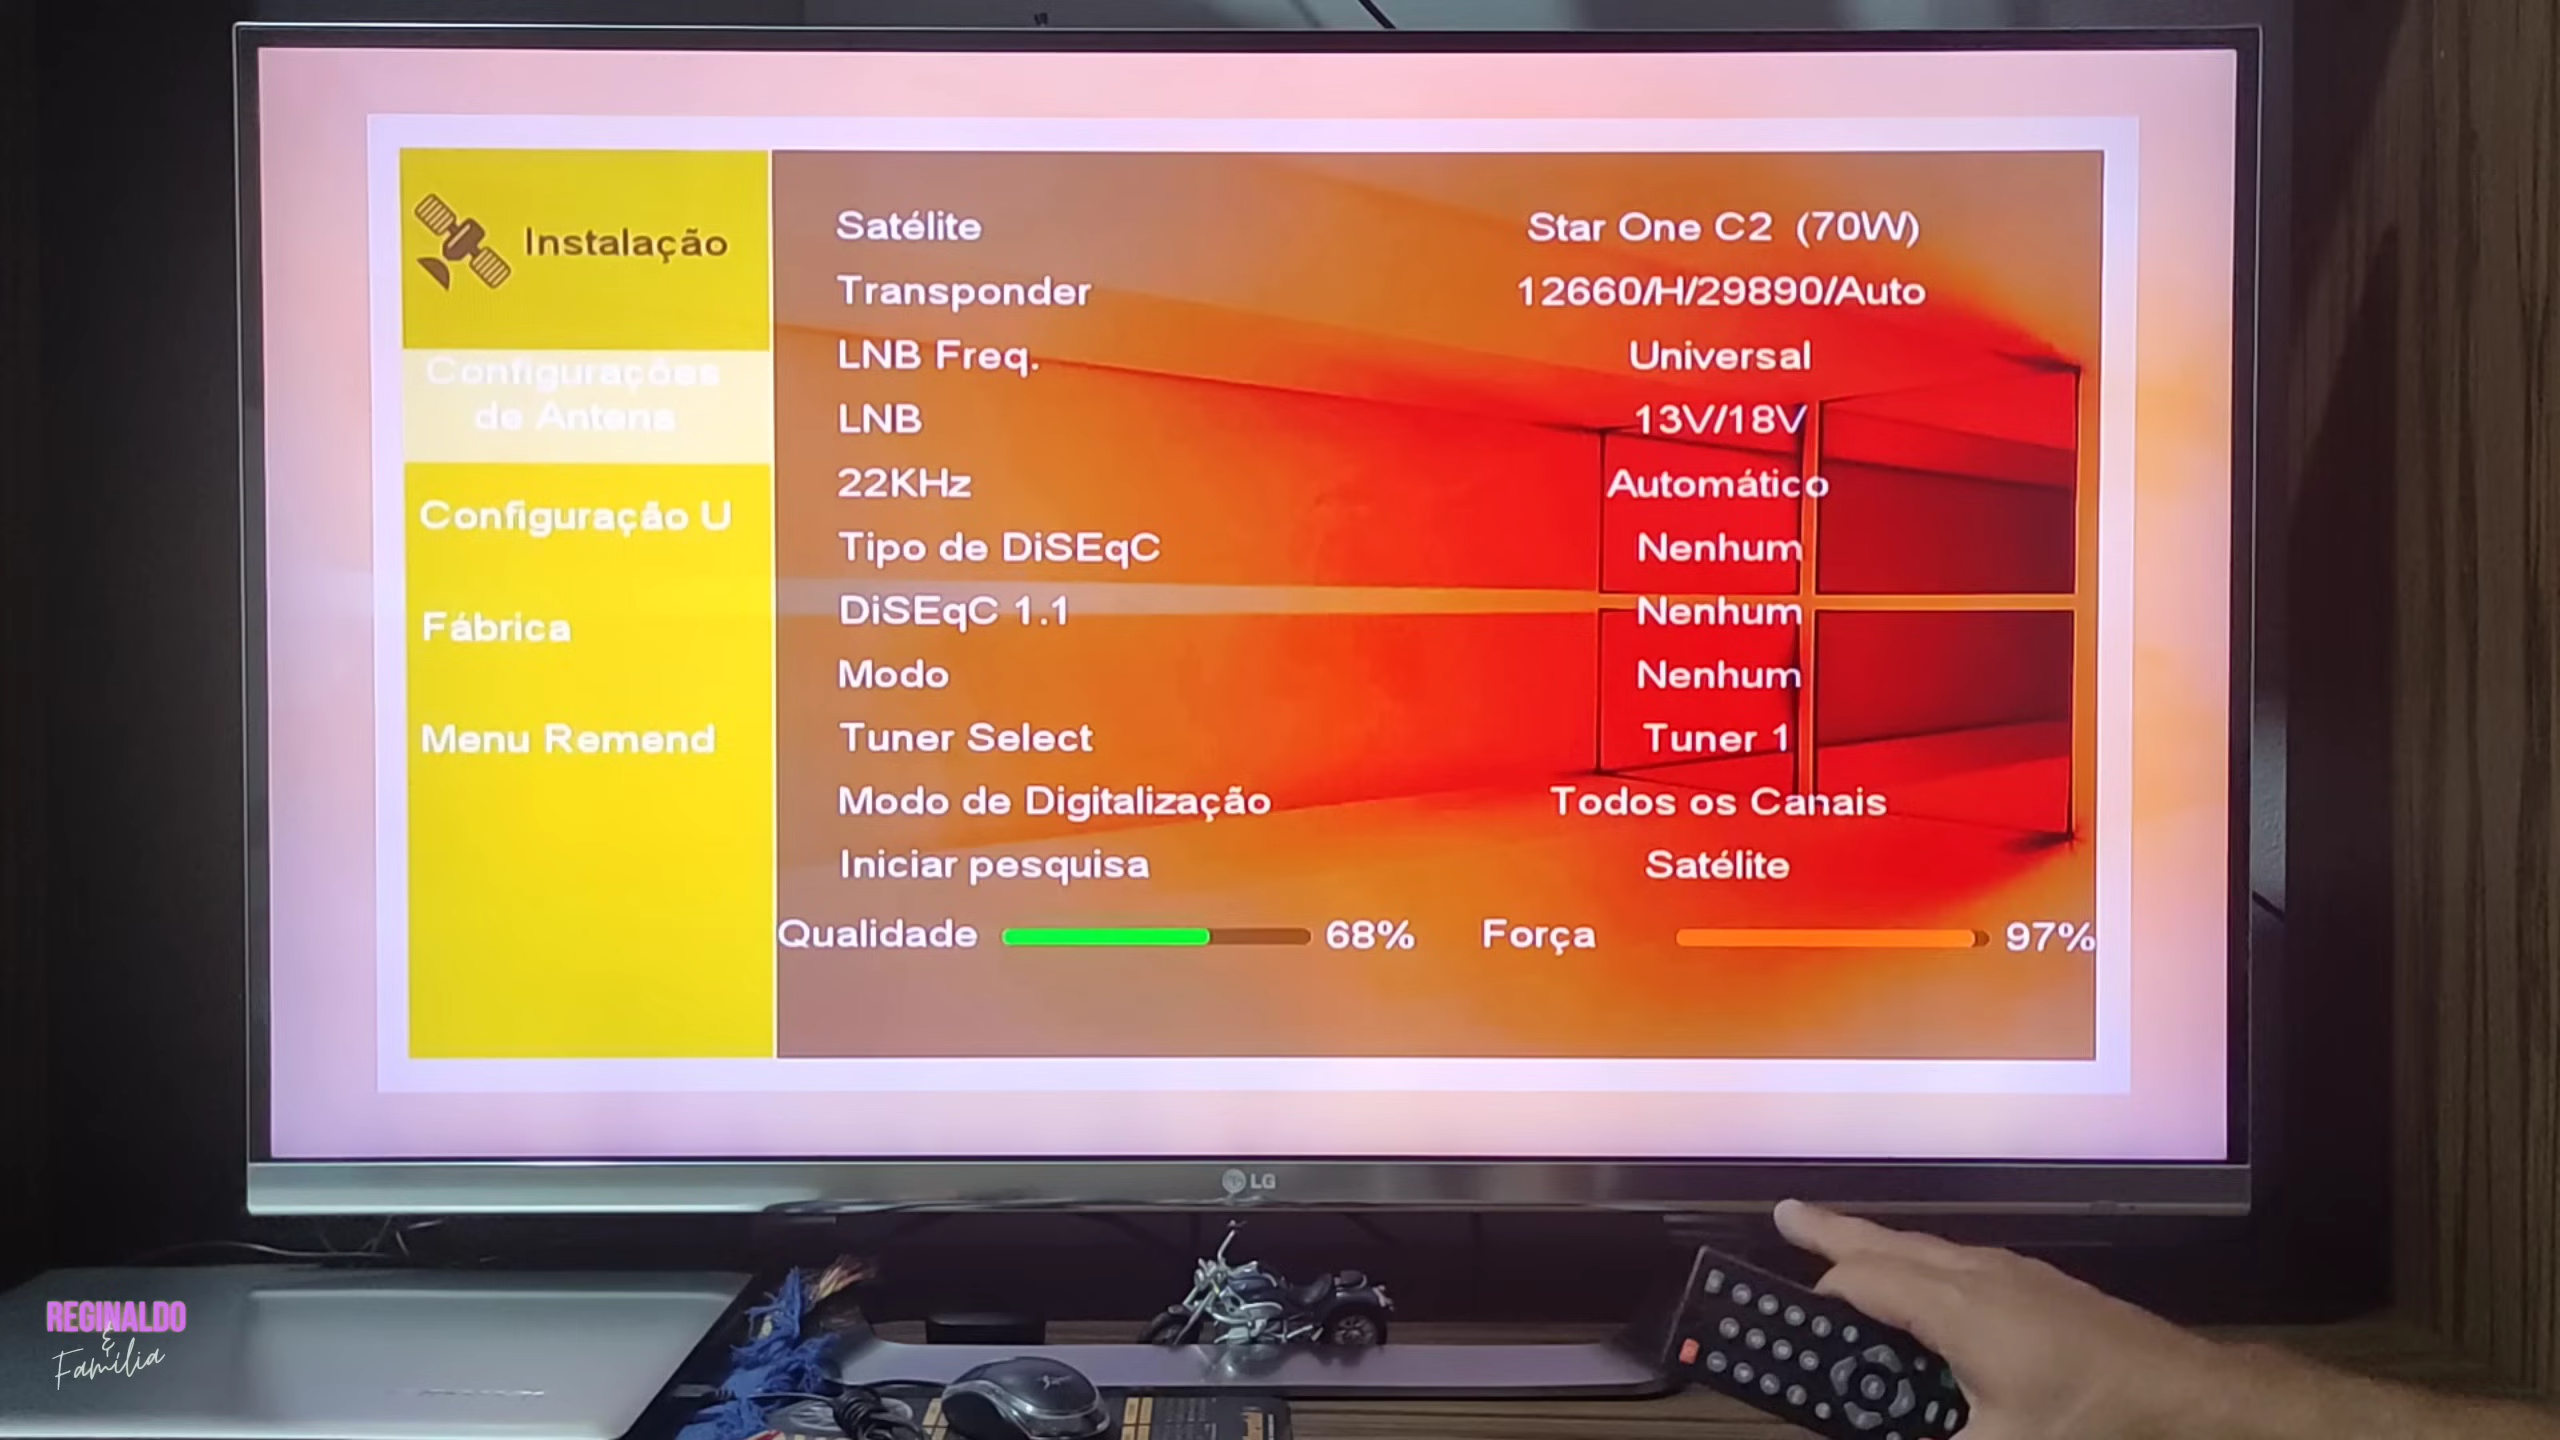 Instalação
Configurações
de Antena
Configuração U
Fábrica
Menu Remend
Satélite Star One C2 (70W)
Transponder 12660/H/29890/Auto
LNB Freq. Universal
LNB 13V/18V
22KHz Automático
Tipo de DiSEqC Nenhum
DiSEqC 1.1 Nenhum
Modo Nenhum
Tuner Select Tuner 1
Modo de Digitalização Todos os Canais
Iniciar pesquisa Satélite
Qualidade 68% Força 97%
LG
REGINALDO
&
Família